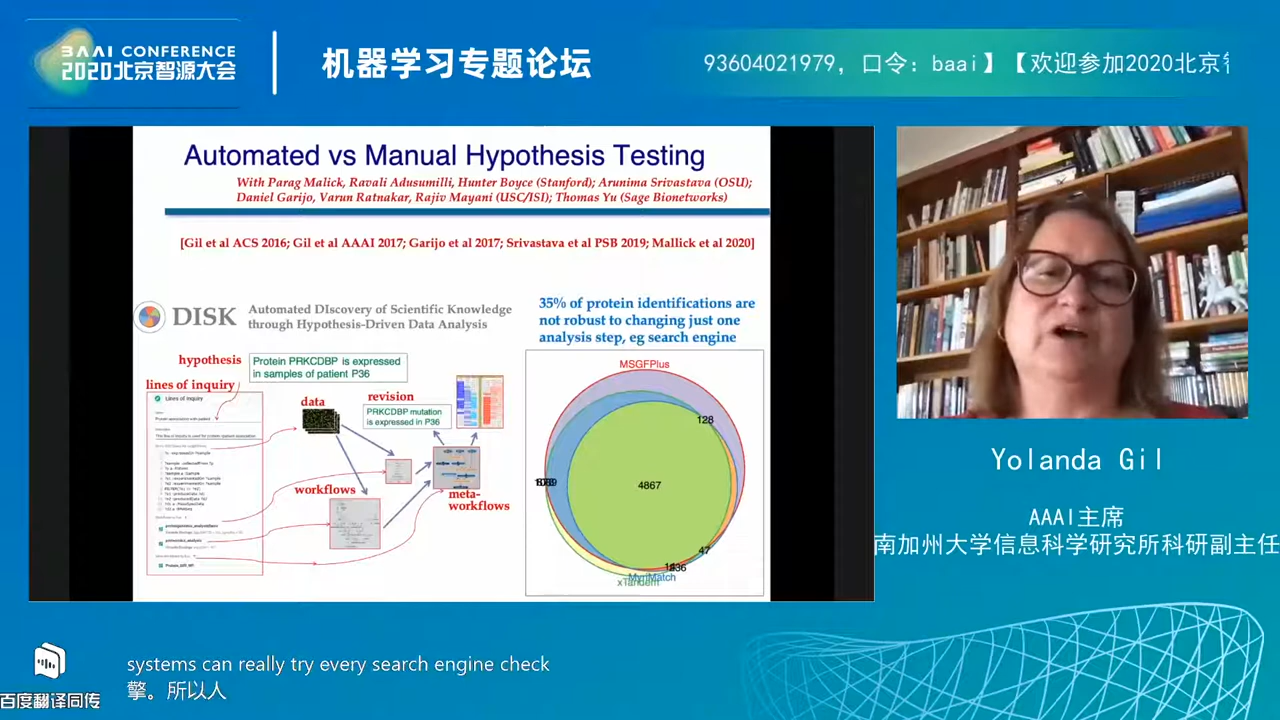 BAAI CONFERENCE
2020北京智源大会
机器学习专题论坛
93604021979，口令：baai】【欢迎参加2020北京
Automated vs Manual Hypothesis Testing
With Parag Malick, Ravali Adusumilli, Hunter Boyce (Stanford); Arunima Srivastava (OSU);
Daniel Garijo, Varun Ratnakar, Rajiv Mayani (USC/ISI); Thomas Yu (Sage Bionetworks)
[Gil et al ACS 2016; Gil et al AAAI 2017; Garijo et al 2017; Srivastava et al PSB 2019; Mallick et al 2020]
DISK
Automated DIscovery of Scientific Knowledge
through Hypothesis-Driven Data Analysis
35% of protein identifications are
not robust to changing just one
analysis step, eg search engine
hypothesis
Protein PRKCDBP is expressed
in samples of patient P36
lines of inquiry
Lines of Inquiry
data
revision
PRKCDBP mutation
is expressed in P36
workflows
meta-
workflows
MSGFPlus
128
4867
47
MyriMatch
xTandem
Yolanda Gil
AAAI主席
南加州大学信息科学研究所科研副主任
systems can really try every search engine check
擎。所以人
百度翻译同传